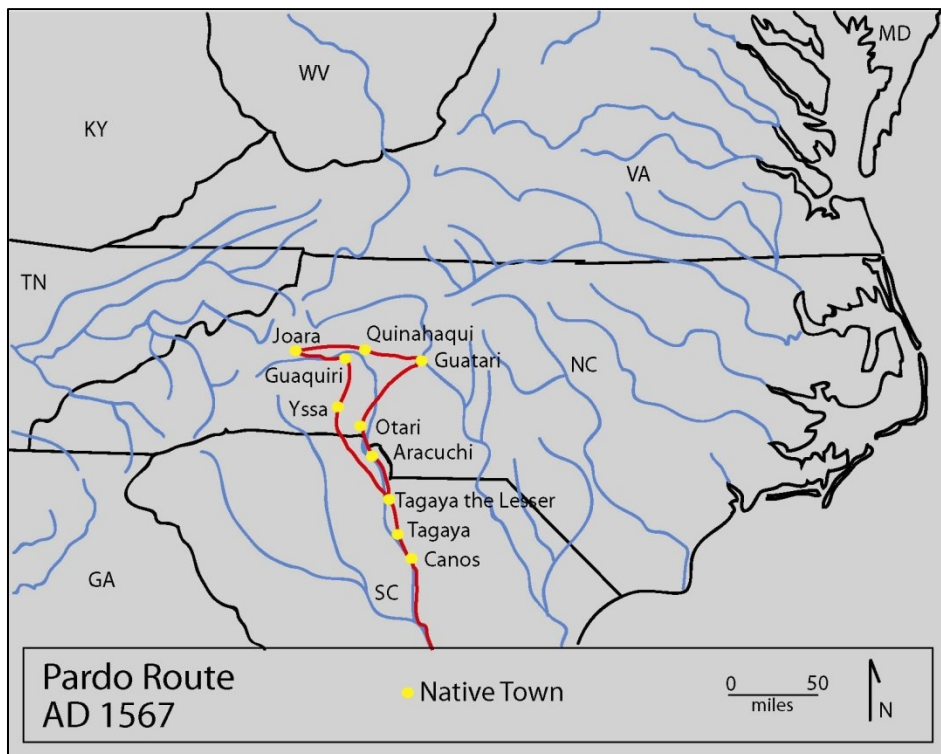 MD
WV
KY
VA
TN
Joara
Quinahaqui
Guaquiri
Guatari
NC
Yssa
Otari
Aracuchi
Tagaya the Lesser
Tagaya
Canos
GA
SC
Pardo Route
AD 1567
Native Town
0 50
miles
N